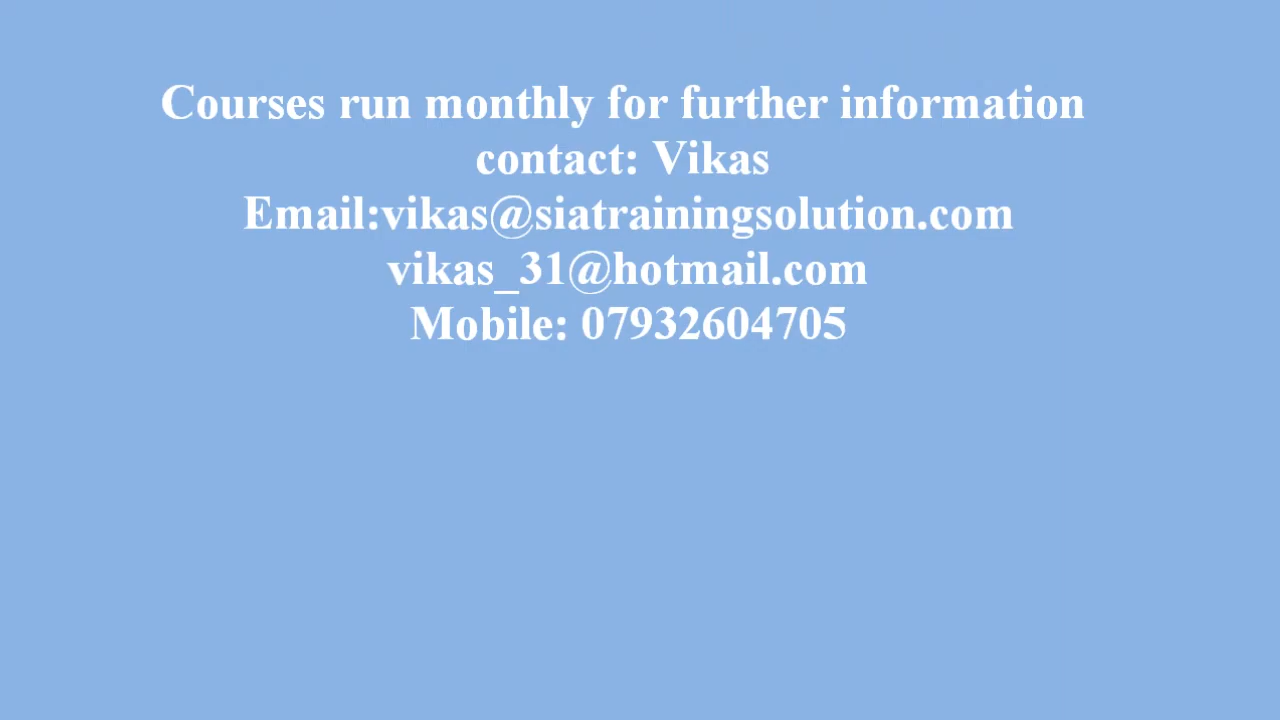 Courses run monthly for further information
contact: Vikas
Email:vikas@siatrainingsolution.com
vikas_31@hotmail.com
Mobile: 07932604705